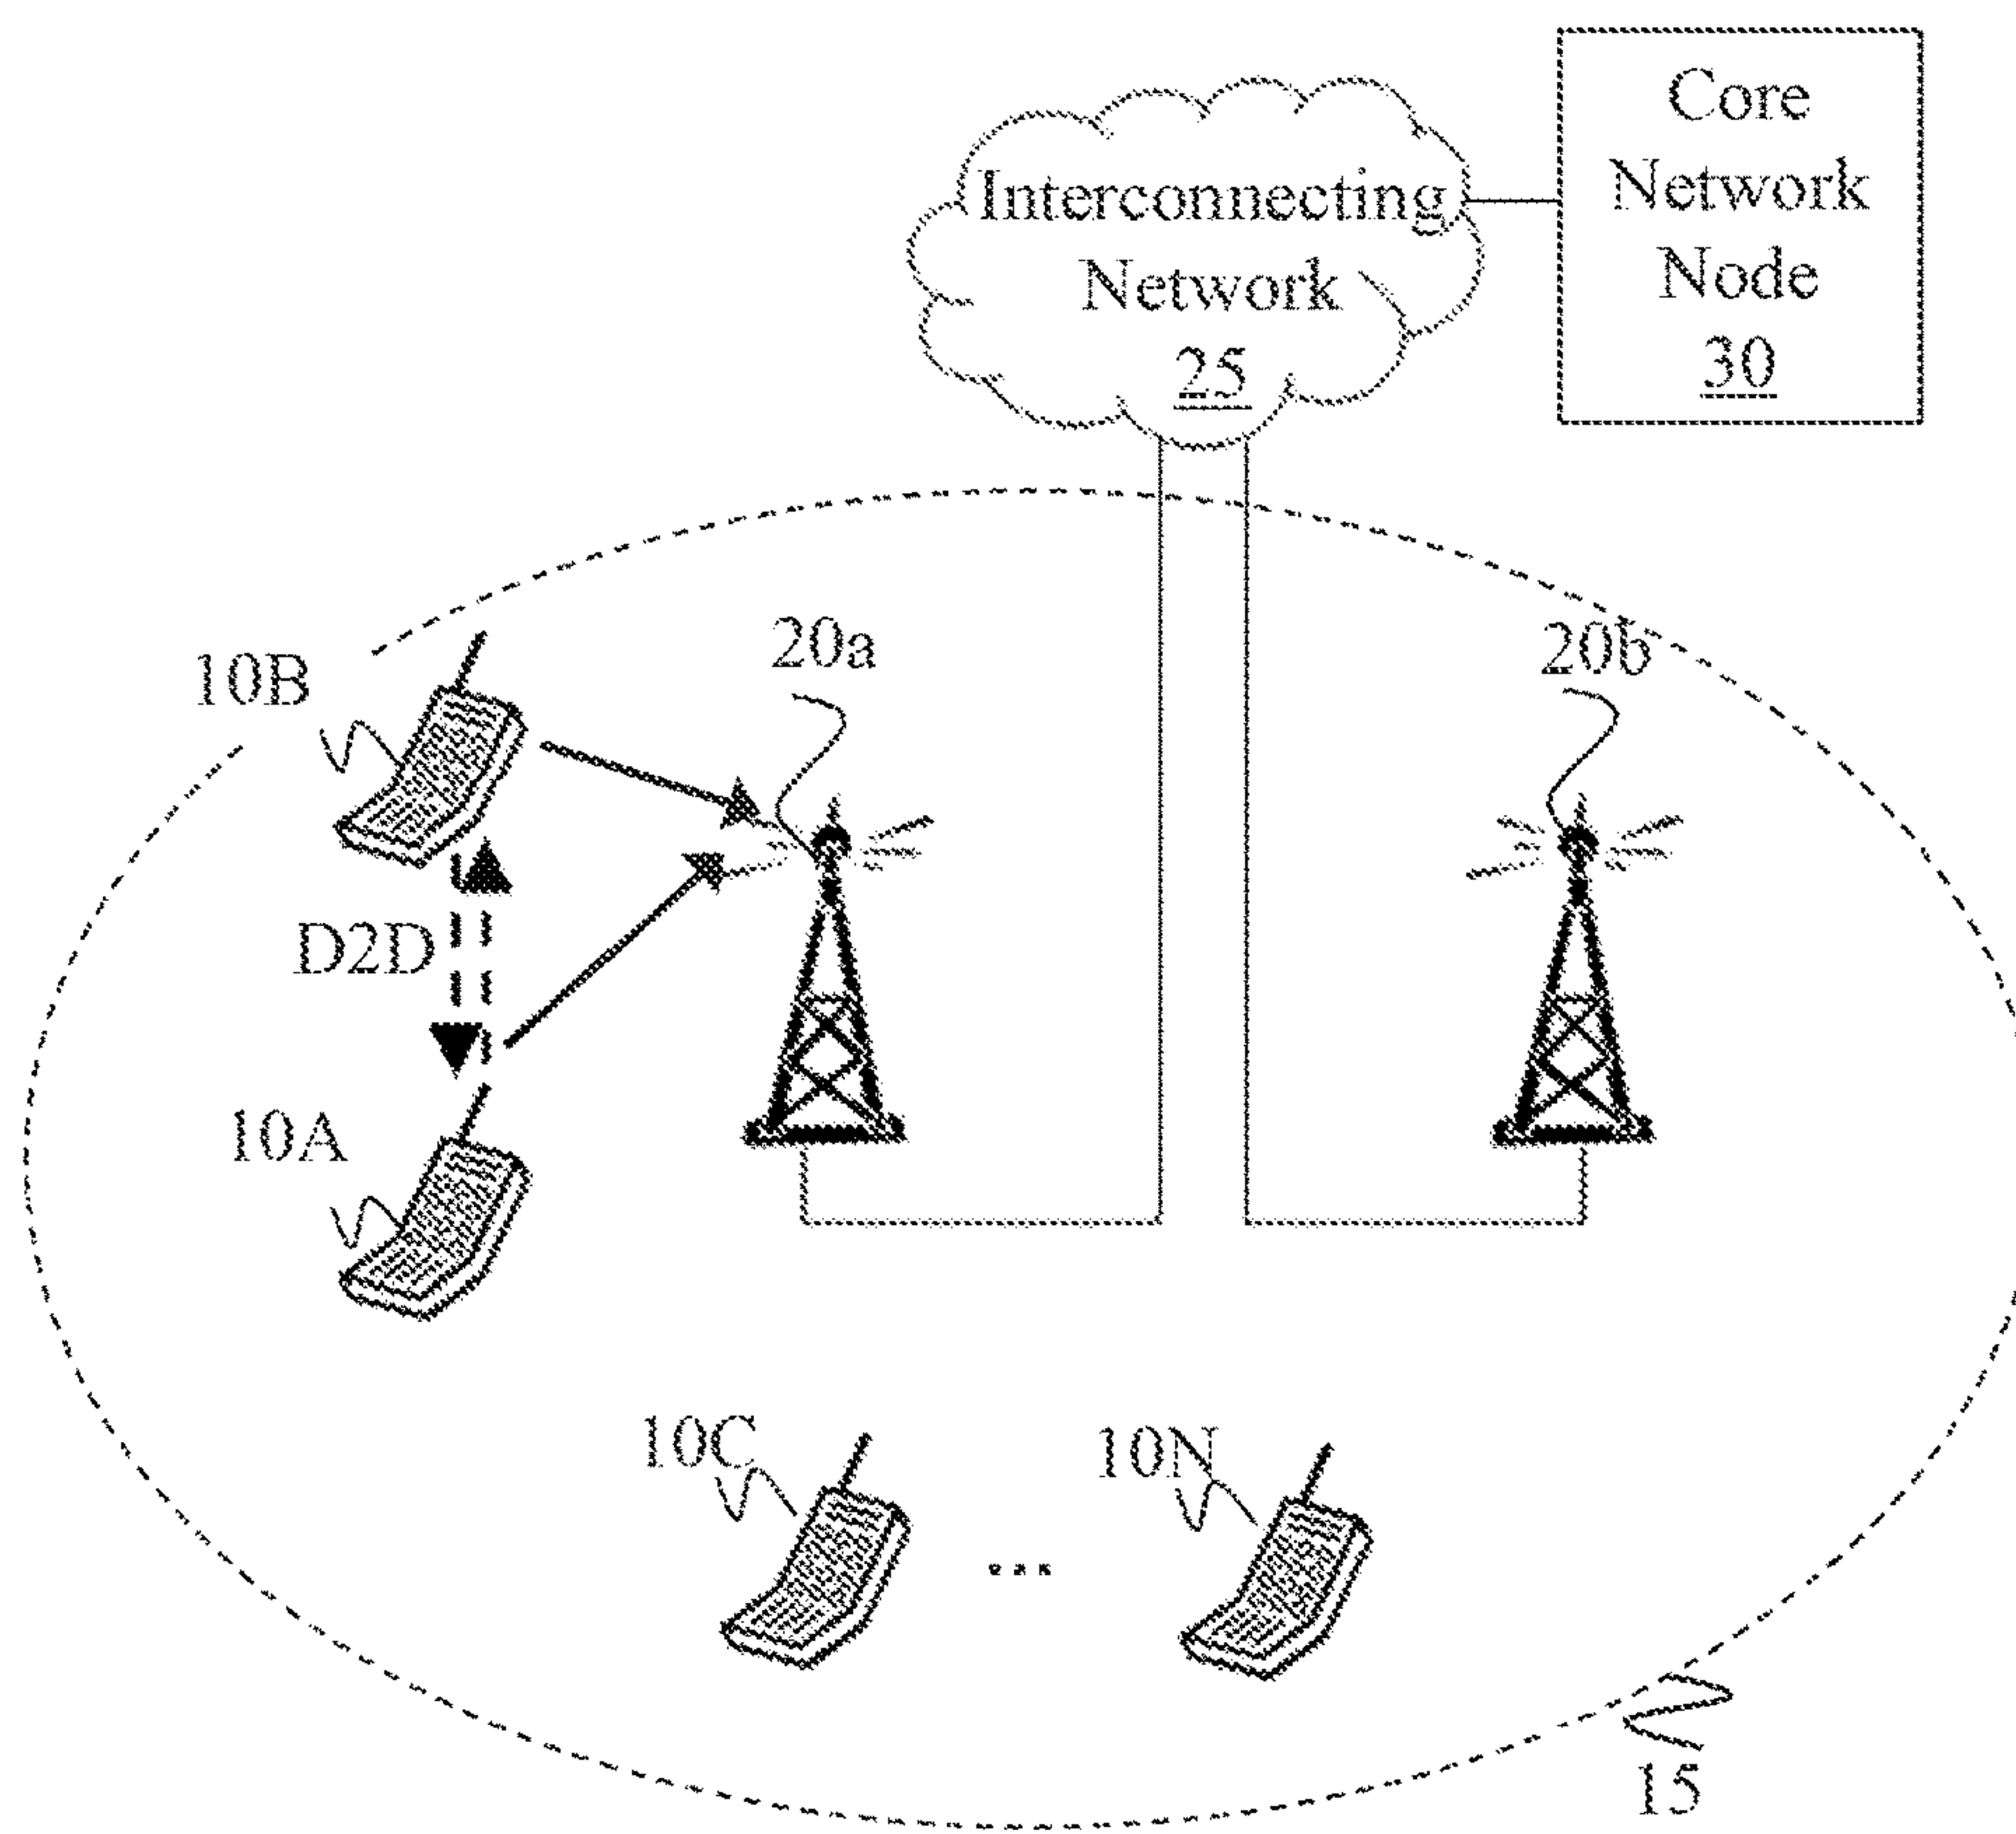 Core
Network
Node
30
Interconnecting
Network
25
10B
20a
20b
D2D
10A
10C
...
10N
15